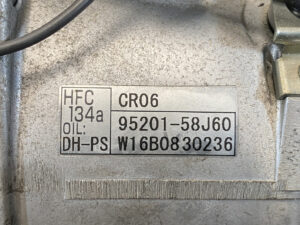 HFC
134a
OIL:
DH-PS
CR06
95201-58J60
W16B0830236